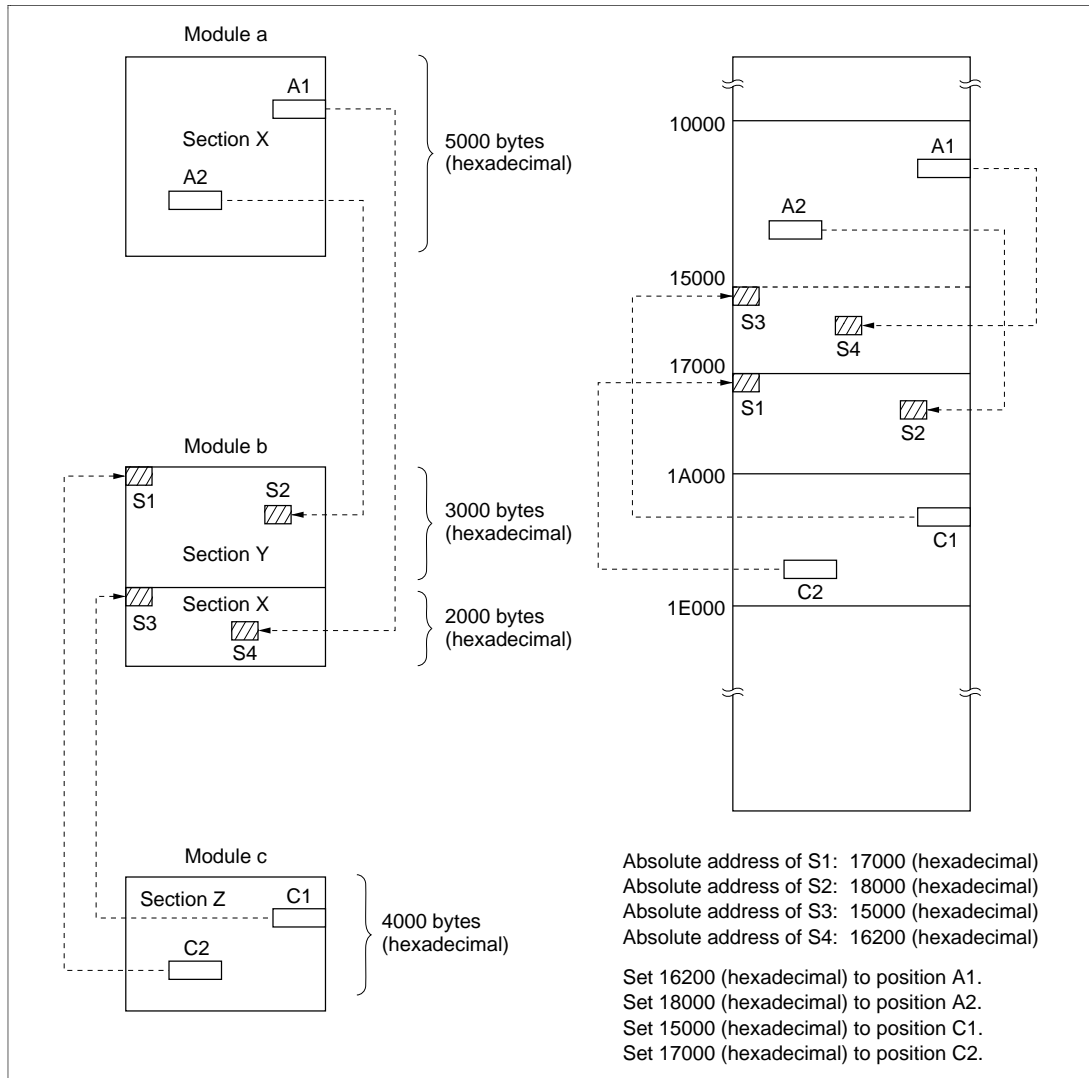 Module a
A1
Section X
A2
5000 bytes
(hexadecimal)
Module b
S1
S2
Section Y
3000 bytes
(hexadecimal)
S3
Section X
S4
2000 bytes
(hexadecimal)
Module c
Section Z
C1
C2
4000 bytes
(hexadecimal)
10000
A1
A2
15000
S3
S4
17000
S1
S2
1A000
C1
C2
1E000
Absolute address of S1: 17000 (hexadecimal)
Absolute address of S2: 18000 (hexadecimal)
Absolute address of S3: 15000 (hexadecimal)
Absolute address of S4: 16200 (hexadecimal)
Set 16200 (hexadecimal) to position A1.
Set 18000 (hexadecimal) to position A2.
Set 15000 (hexadecimal) to position C1.
Set 17000 (hexadecimal) to position C2.